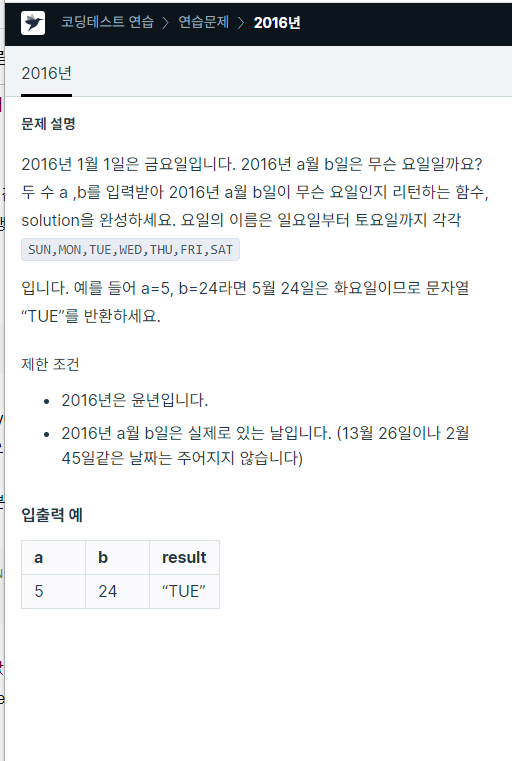 코딩테스트 연습 > 연습문제 > 2016년
2016년
문제 설명
2016년 1월 1일은 금요일입니다. 2016년 a월 b일은 무슨 요일일까요?
두 수 a ,b를 입력받아 2016년 a월 b일이 무슨 요일인지 리턴하는 함수,
solution을 완성하세요. 요일의 이름은 일요일부터 토요일까지 각각
SUN,MON,TUE,WED,THU,FRI,SAT
입니다. 예를 들어 a=5, b=24라면 5월 24일은 화요일이므로 문자열
“TUE”를 반환하세요.
제한 조건
• 2016년은 윤년입니다.
• 2016년 a월 b일은 실제로 있는 날입니다. (13월 26일이나 2월
45일같은 날짜는 주어지지 않습니다)
입출력 예
a b result
5 24 “TUE”